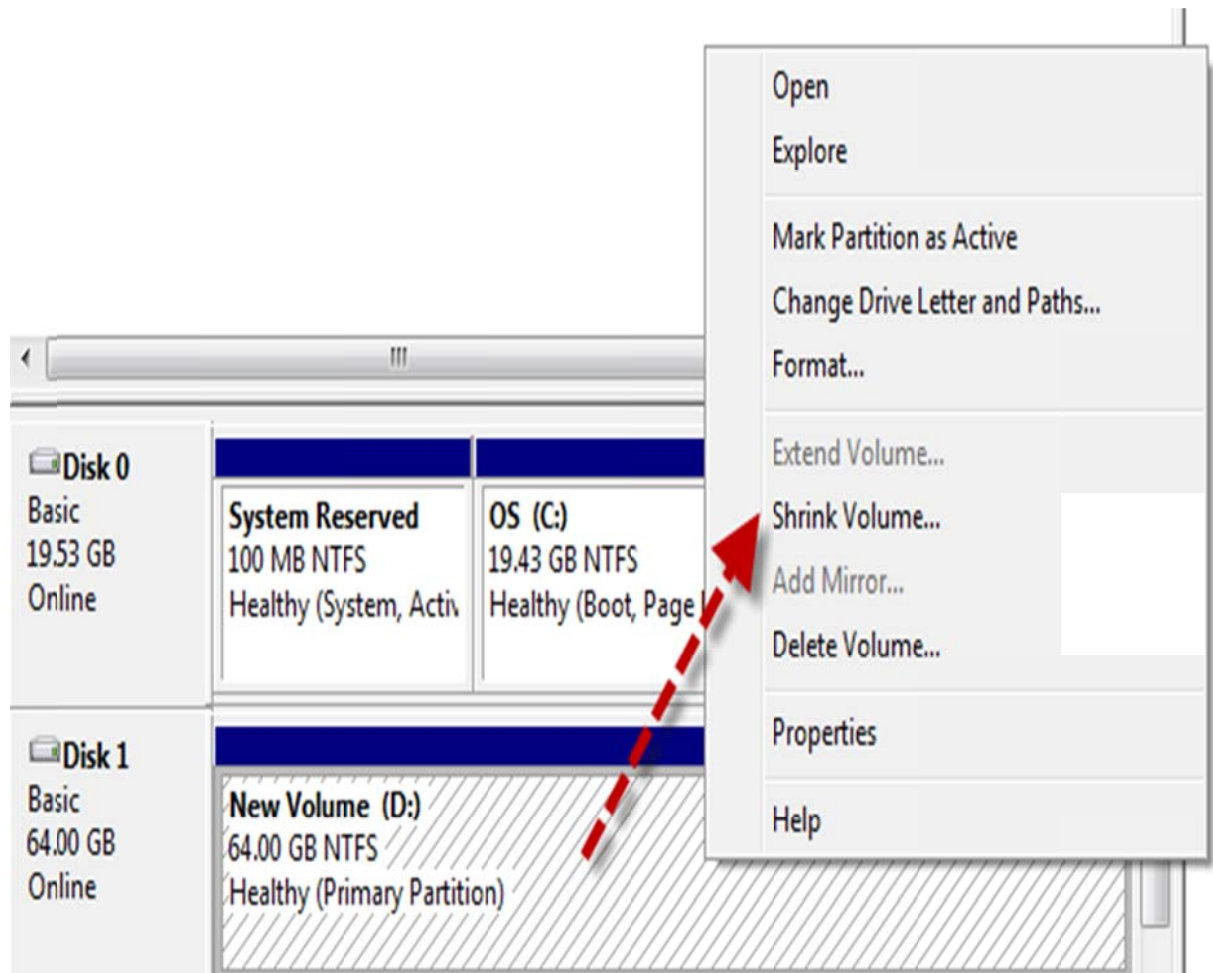 Open
Explore
Mark Partition as Active
Change Drive Letter and Paths...
Format...
Extend Volume...
Shrink Volume...
Add Mirror...
Delete Volume...
Properties
Help
Disk 0
Basic
19.53 GB
Online
System Reserved
100 MB NTFS
Healthy (System, Activ
OS (C:)
19.43 GB NTFS
Healthy (Boot, Page
Disk 1
Basic
64.00 GB
Online
New Volume (D:)
64.00 GB NTFS
Healthy (Primary Partition)